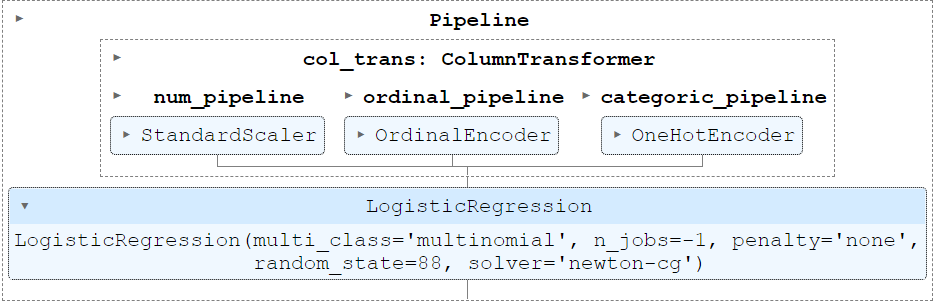 Pipeline
col_trans: ColumnTransformer
num_pipeline ordinal_pipeline categoric_pipeline
StandardScaler OrdinalEncoder OneHotEncoder
LogisticRegression
LogisticRegression(multi_class='multinomial', n_jobs=-1, penalty='none',
random_state=88, solver='newton-cg')